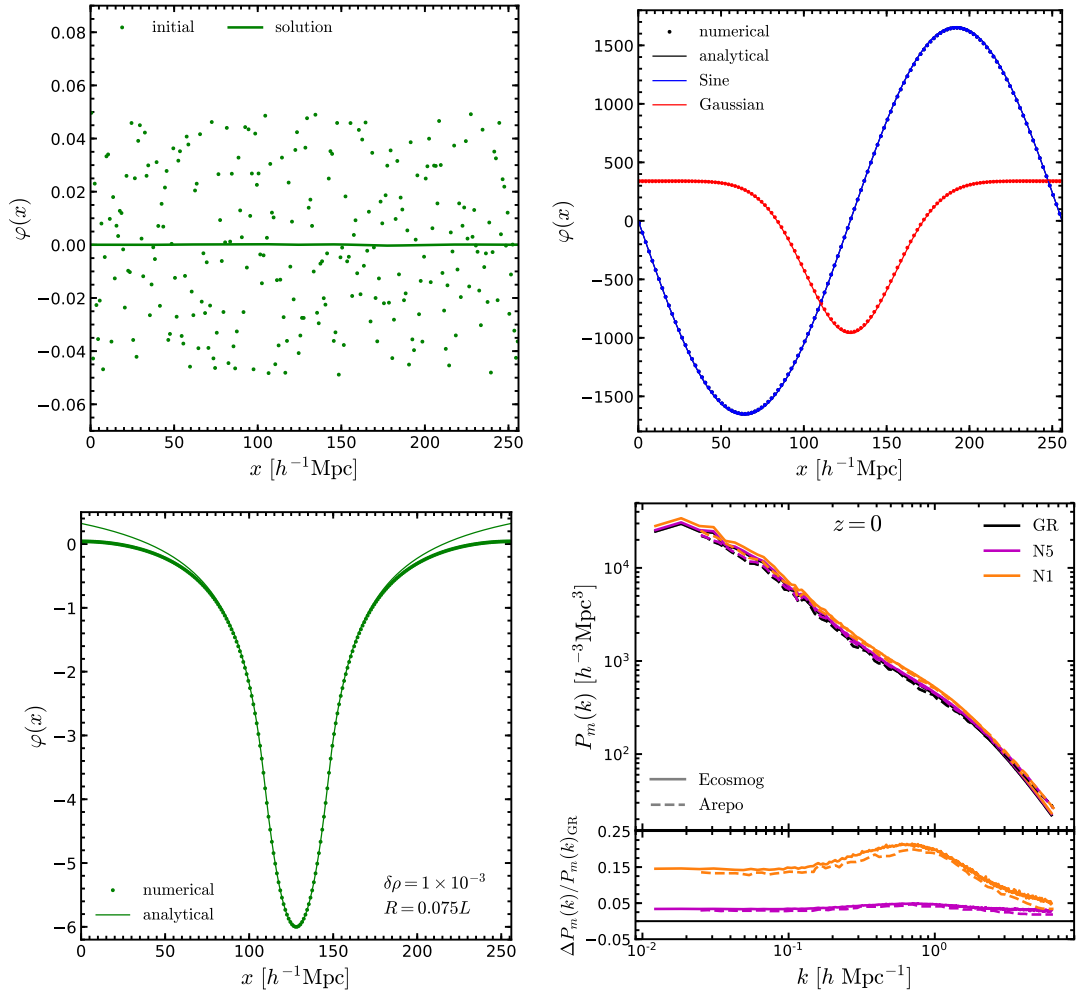 initial solution
0.08
0.06
0.04
0.02
0.00
−0.02
−0.04
−0.06
φ(x)
0 50 100 150 200 250
x [h⁻¹Mpc]
numerical
analytical
Sine
Gaussian
1500
1000
500
0
−500
−1000
−1500
φ(x)
0 50 100 150 200 250
x [h⁻¹Mpc]
0
−1
−2
−3
−4
−5
−6
φ(x)
numerical
analytical
δρ = 1 × 10⁻³
R = 0.075L
0 50 100 150 200 250
x [h⁻¹Mpc]
z = 0
GR
N5
N1
10⁴
10³
10²
P_m(k) [h⁻³Mpc³]
Ecosmog
Arepo
0.25
0.15
0.05
−0.05
ΔP_m(k)/P_m(k)_GR
10⁻² 10⁻¹ 10⁰
k [h Mpc⁻¹]